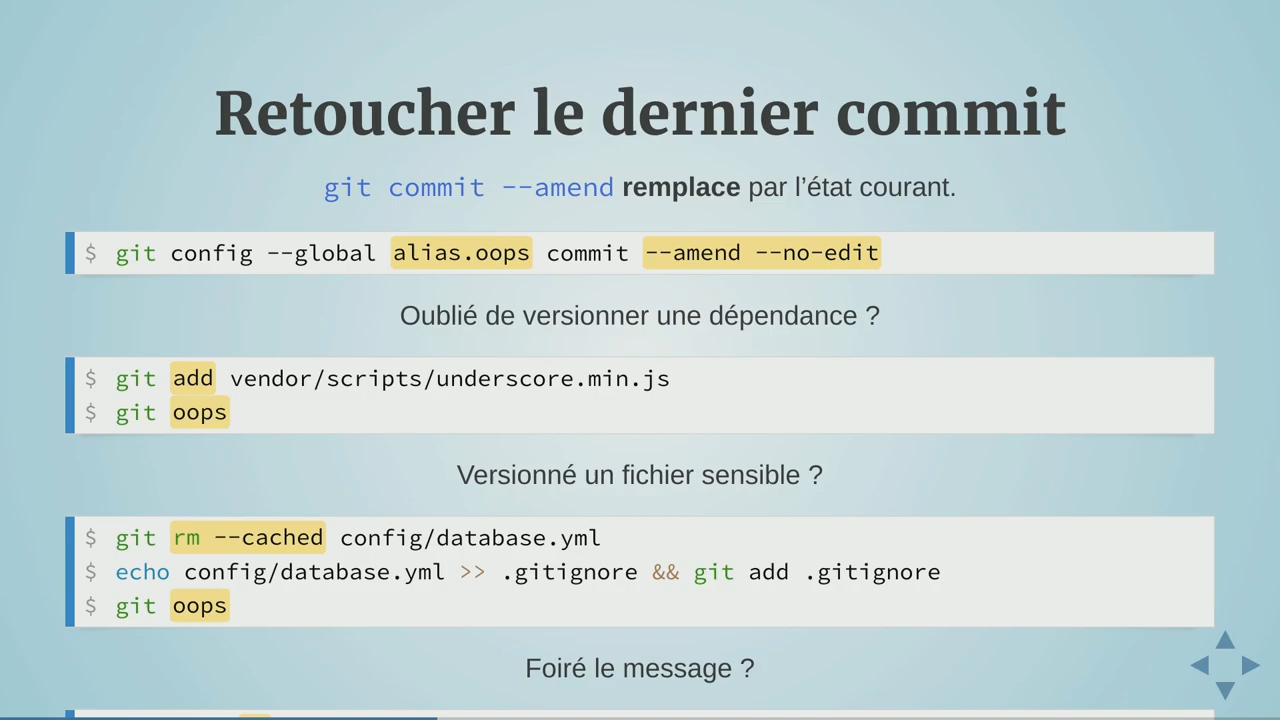 Retoucher le dernier commit
git commit --amend remplace par l’état courant.
$ git config --global alias.oops commit --amend --no-edit
Oublié de versionner une dépendance ?
$ git add vendor/scripts/underscore.min.js
$ git oops
Versionné un fichier sensible ?
$ git rm --cached config/database.yml
$ echo config/database.yml >> .gitignore && git add .gitignore
$ git oops
Foiré le message ?